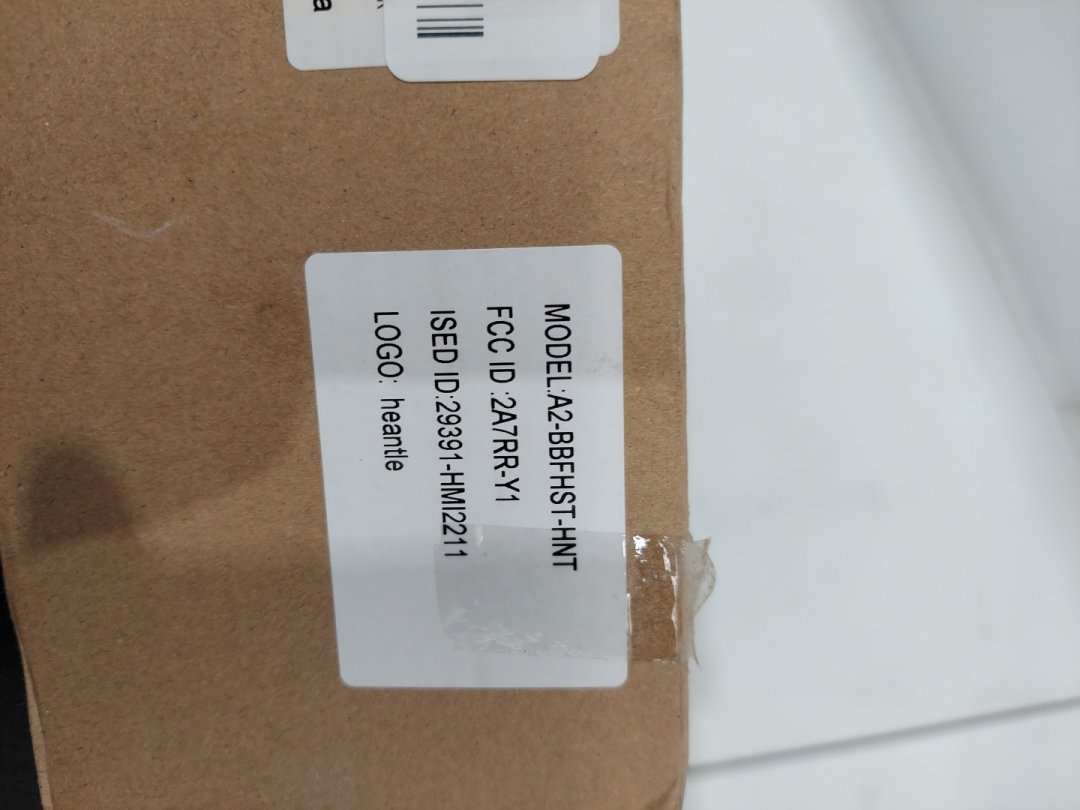 a
MODEL:A2-BBFHST-HNT
FCC ID :2A7RR-Y1
ISED ID:29391-HMI2211
LOGO: heantle